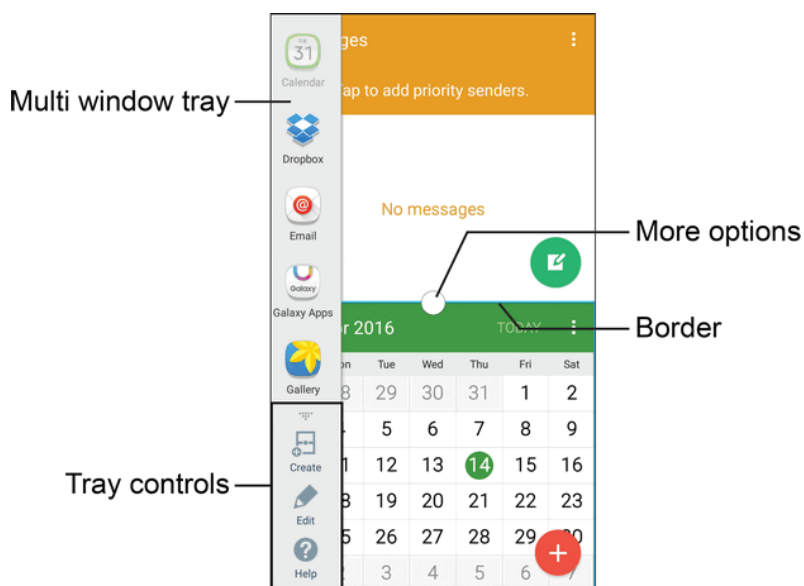 Multi window tray
Tray controls
More options
Border
TUE
31
Calendar
Dropbox
@
Email
Galaxy
Galaxy Apps
Gallery
Create
Edit
?
Help
ges
ap to add priority senders.
No messages
r 2016 TODAY
on Tue Wed Thu Fri Sat
8 29 30 31 1 2
5 6 7 8 9
1 12 13 14 15 16
8 19 20 21 22 23
5 26 27 28 29 30
3 4 5 6 7
+